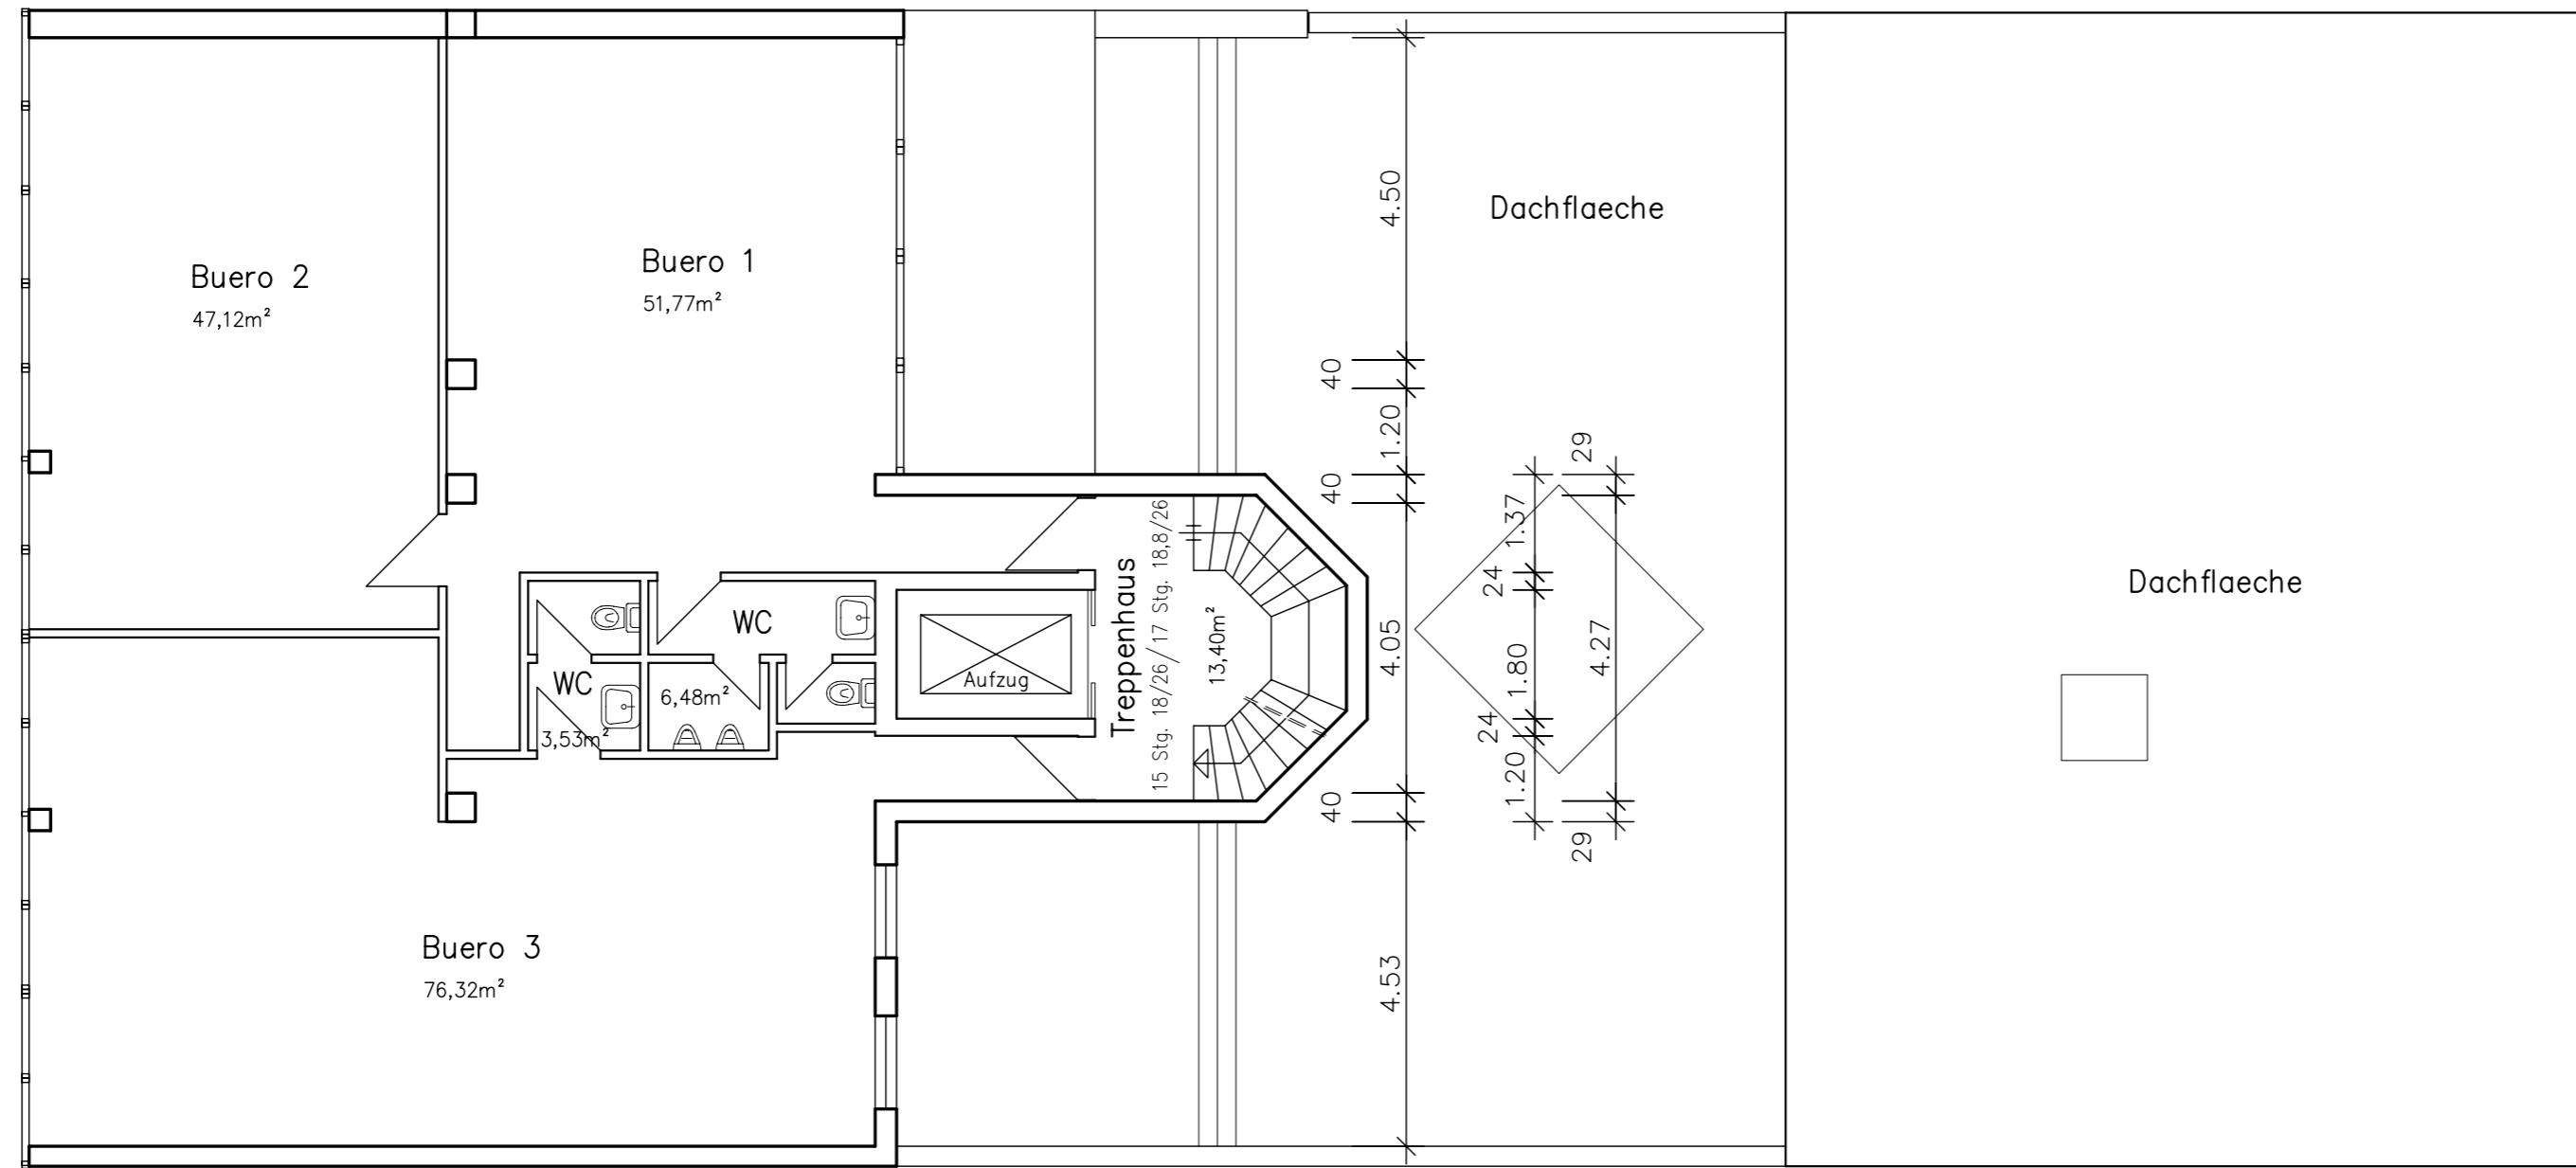 Buero 2
47,12m²
Buero 1
51,77m²
Dachflaeche
Dachflaeche
WC
WC
6,48m²
3,53m²
Aufzug
Treppenhaus
15 Stg. 18/26 / 17 Stg. 18,8/26
13,40m²
Buero 3
76,32m²
4.50
40
1.20
40
4.05
40
4.53
1.37
24
1.80
24
1.20
29
4.27
29